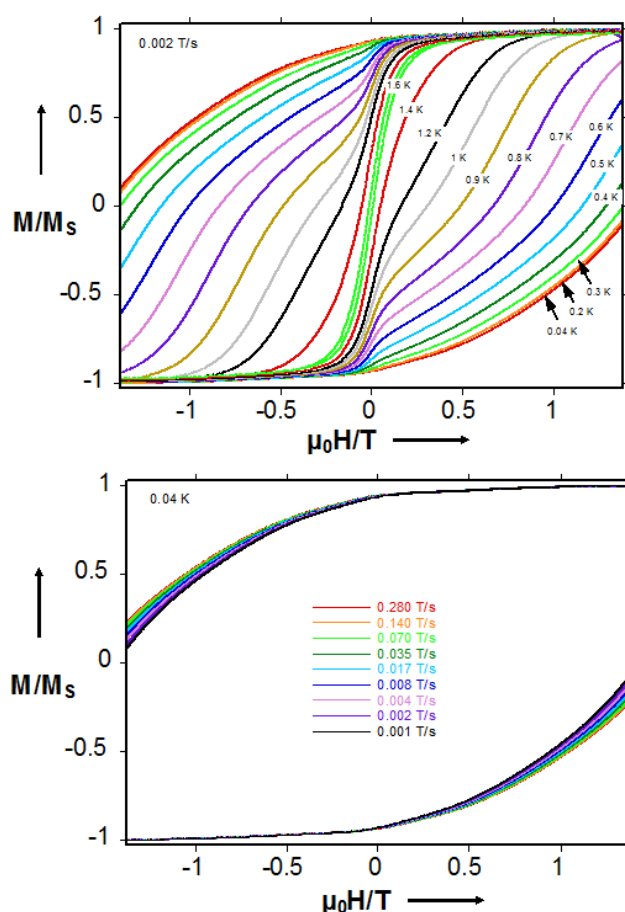 0.002 T/s
1
0.5
0
-0.5
-1
M/Ms
1.6 K
1.4 K
1.2 K
1 K
0.9 K
0.8 K
0.7 K
0.6 K
0.5 K
0.4 K
0.3 K
0.2 K
0.04 K
-1
-0.5
0
0.5
1
μ₀H/T
0.04 K
1
0.5
0
-0.5
-1
M/Ms
0.280 T/s
0.140 T/s
0.070 T/s
0.035 T/s
0.017 T/s
0.008 T/s
0.004 T/s
0.002 T/s
0.001 T/s
-1
-0.5
0
0.5
1
μ₀H/T